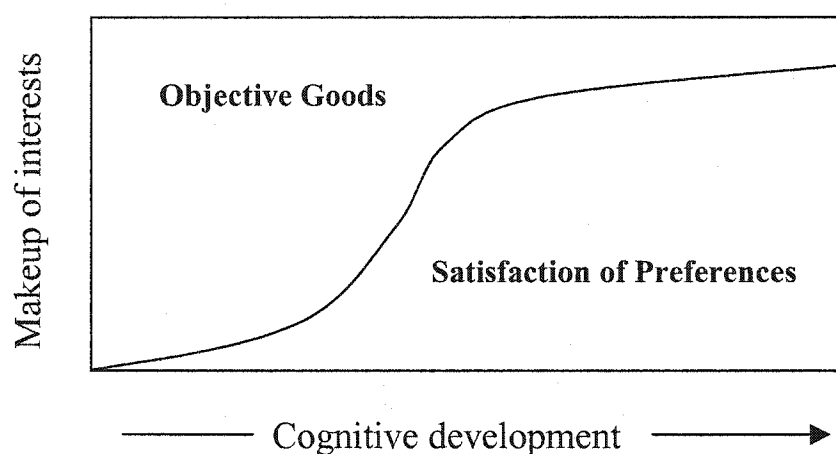 Makeup of interests
Objective Goods
Satisfaction of Preferences
Cognitive development